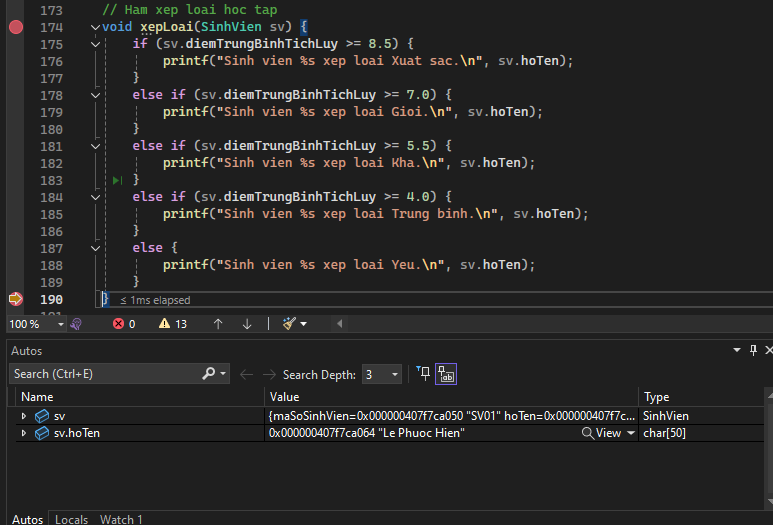 173 // Ham xep loai hoc tap
174 void xepLoai(SinhVien sv) {
175 if (sv.diemTrungBinhTichLuy >= 8.5) {
176 printf("Sinh vien %s xep loai Xuat sac.\n", sv.hoTen);
177 }
178 else if (sv.diemTrungBinhTichLuy >= 7.0) {
179 printf("Sinh vien %s xep loai Gioi.\n", sv.hoTen);
180 }
181 else if (sv.diemTrungBinhTichLuy >= 5.5) {
182 printf("Sinh vien %s xep loai Kha.\n", sv.hoTen);
183 }
184 else if (sv.diemTrungBinhTichLuy >= 4.0) {
185 printf("Sinh vien %s xep loai Trung binh.\n", sv.hoTen);
186 }
187 else {
188 printf("Sinh vien %s xep loai Yeu.\n", sv.hoTen);
189 }
190 } ≤ 1ms elapsed
100 % 0 13
Autos
Search (Ctrl+E) Search Depth: 3
Name Value Type
sv {maSoSinhVien=0x000000407f7ca050 "SV01" hoTen=0x000000407f7c... SinhVien
sv.hoTen 0x000000407f7ca064 "Le Phuoc Hien" View char[50]
Autos Locals Watch 1